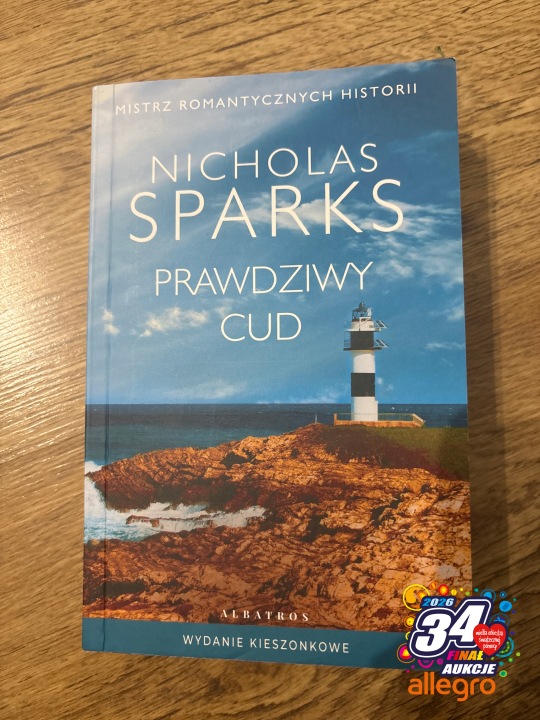 MISTRZ ROMANTYCZNYCH HISTORII
NICHOLAS
SPARKS
PRAWDZIWY
CUD
ALBATROS
WYDANIE KIESZONKOWE
2026
34
FINAŁ
AUKCJE
allegro